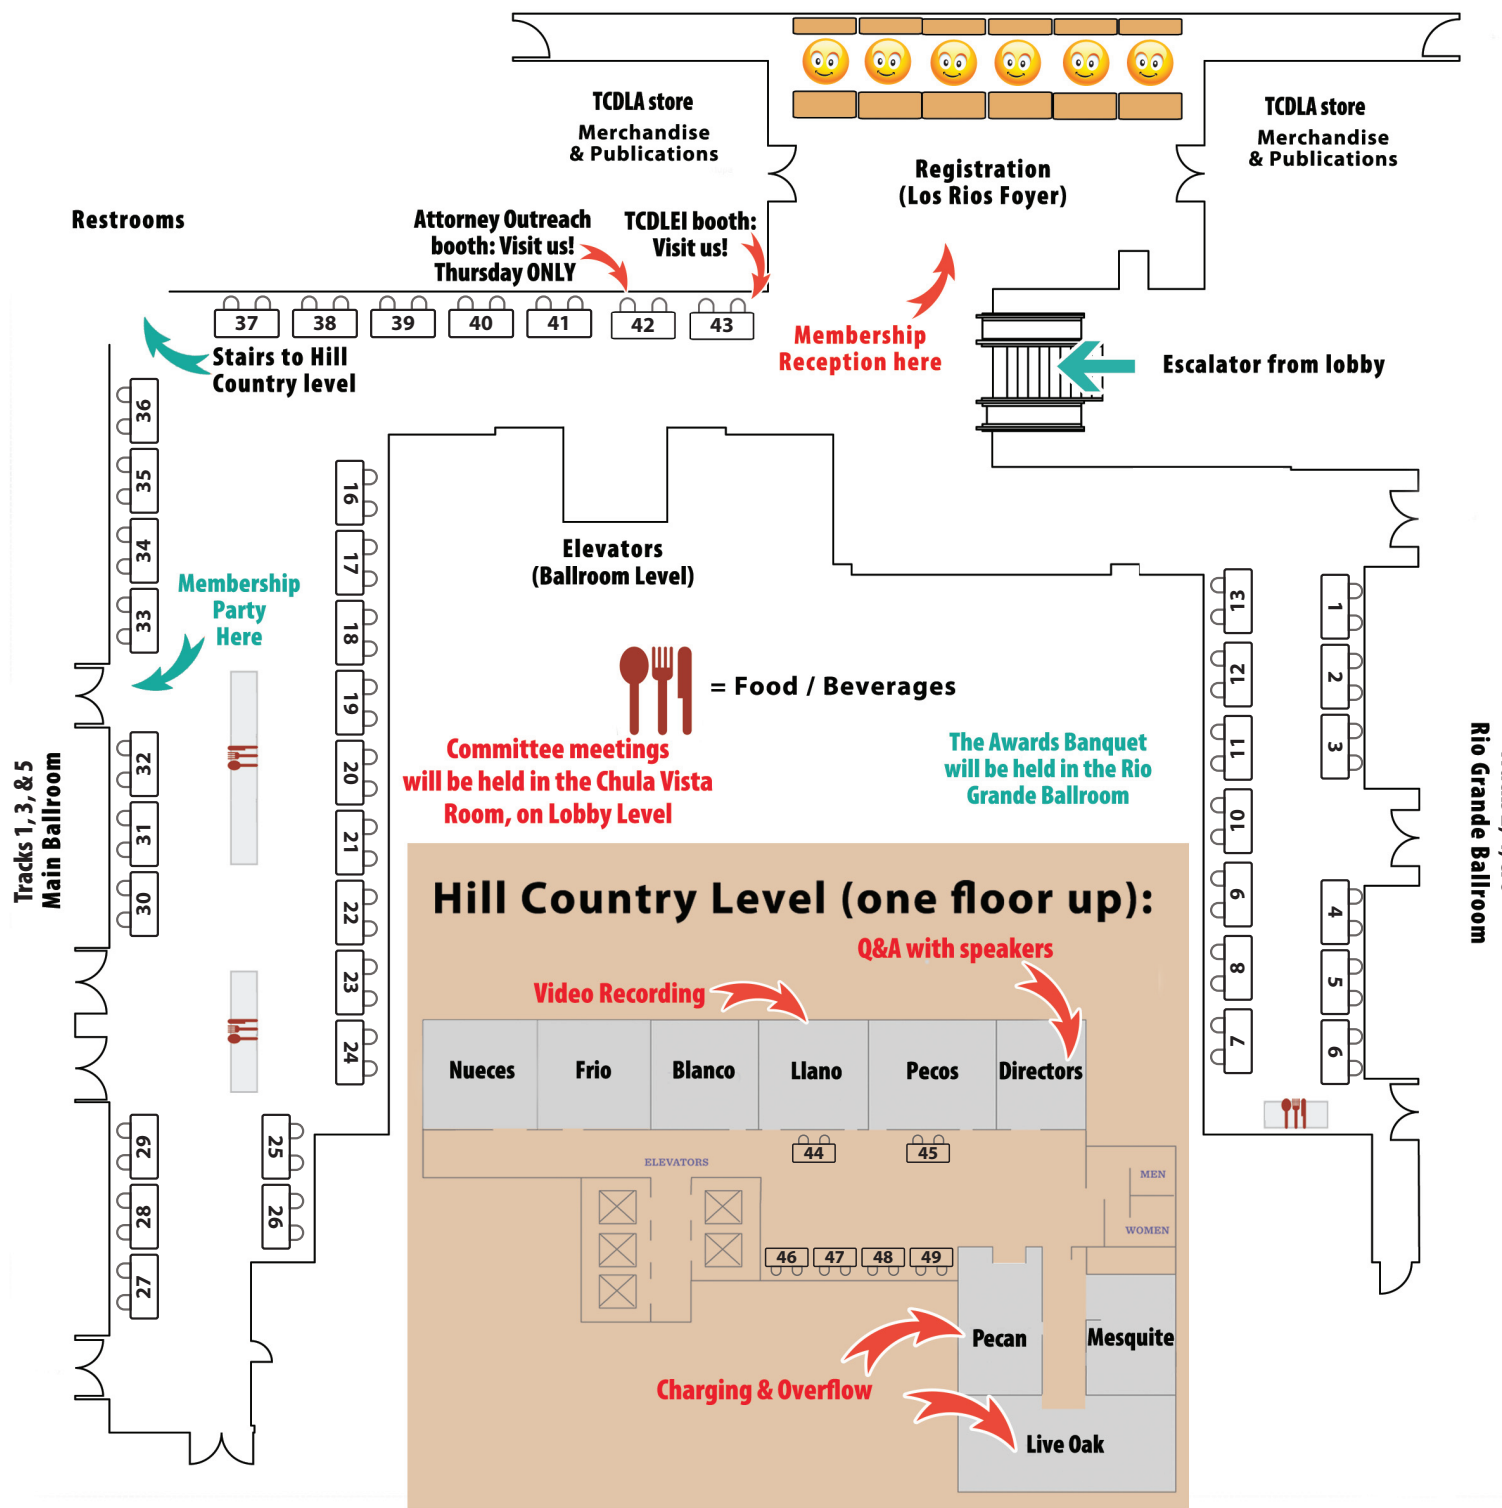 TCDLA store
Merchandise
& Publications
TCDLA store
Merchandise
& Publications
Registration
(Los Rios Foyer)
Restrooms
Attorney Outreach
booth: Visit us!
Thursday ONLY
TCDLEI booth:
Visit us!
37
38
39
40
41
42
43
Membership
Reception here
Stairs to Hill
Country level
Escalator from lobby
36
35
34
33
16
17
18
19
20
21
22
23
24
Elevators
(Ballroom Level)
Membership
Party
Here
= Food / Beverages
Committee meetings
will be held in the Chula Vista
Room, on Lobby Level
The Awards Banquet
will be held in the Rio
Grande Ballroom
13
12
11
10
9
8
7
1
2
3
4
5
6
Tracks 1, 3, & 5
Main Ballroom
Rio Grande Ballroom
32
31
30
29
28
27
25
26
Hill Country Level (one floor up):
Q&A with speakers
Video Recording
Nueces
Frio
Blanco
Llano
Pecos
Directors
44
45
ELEVATORS
MEN
WOMEN
46
47
48
49
Pecan
Mesquite
Charging & Overflow
Live Oak